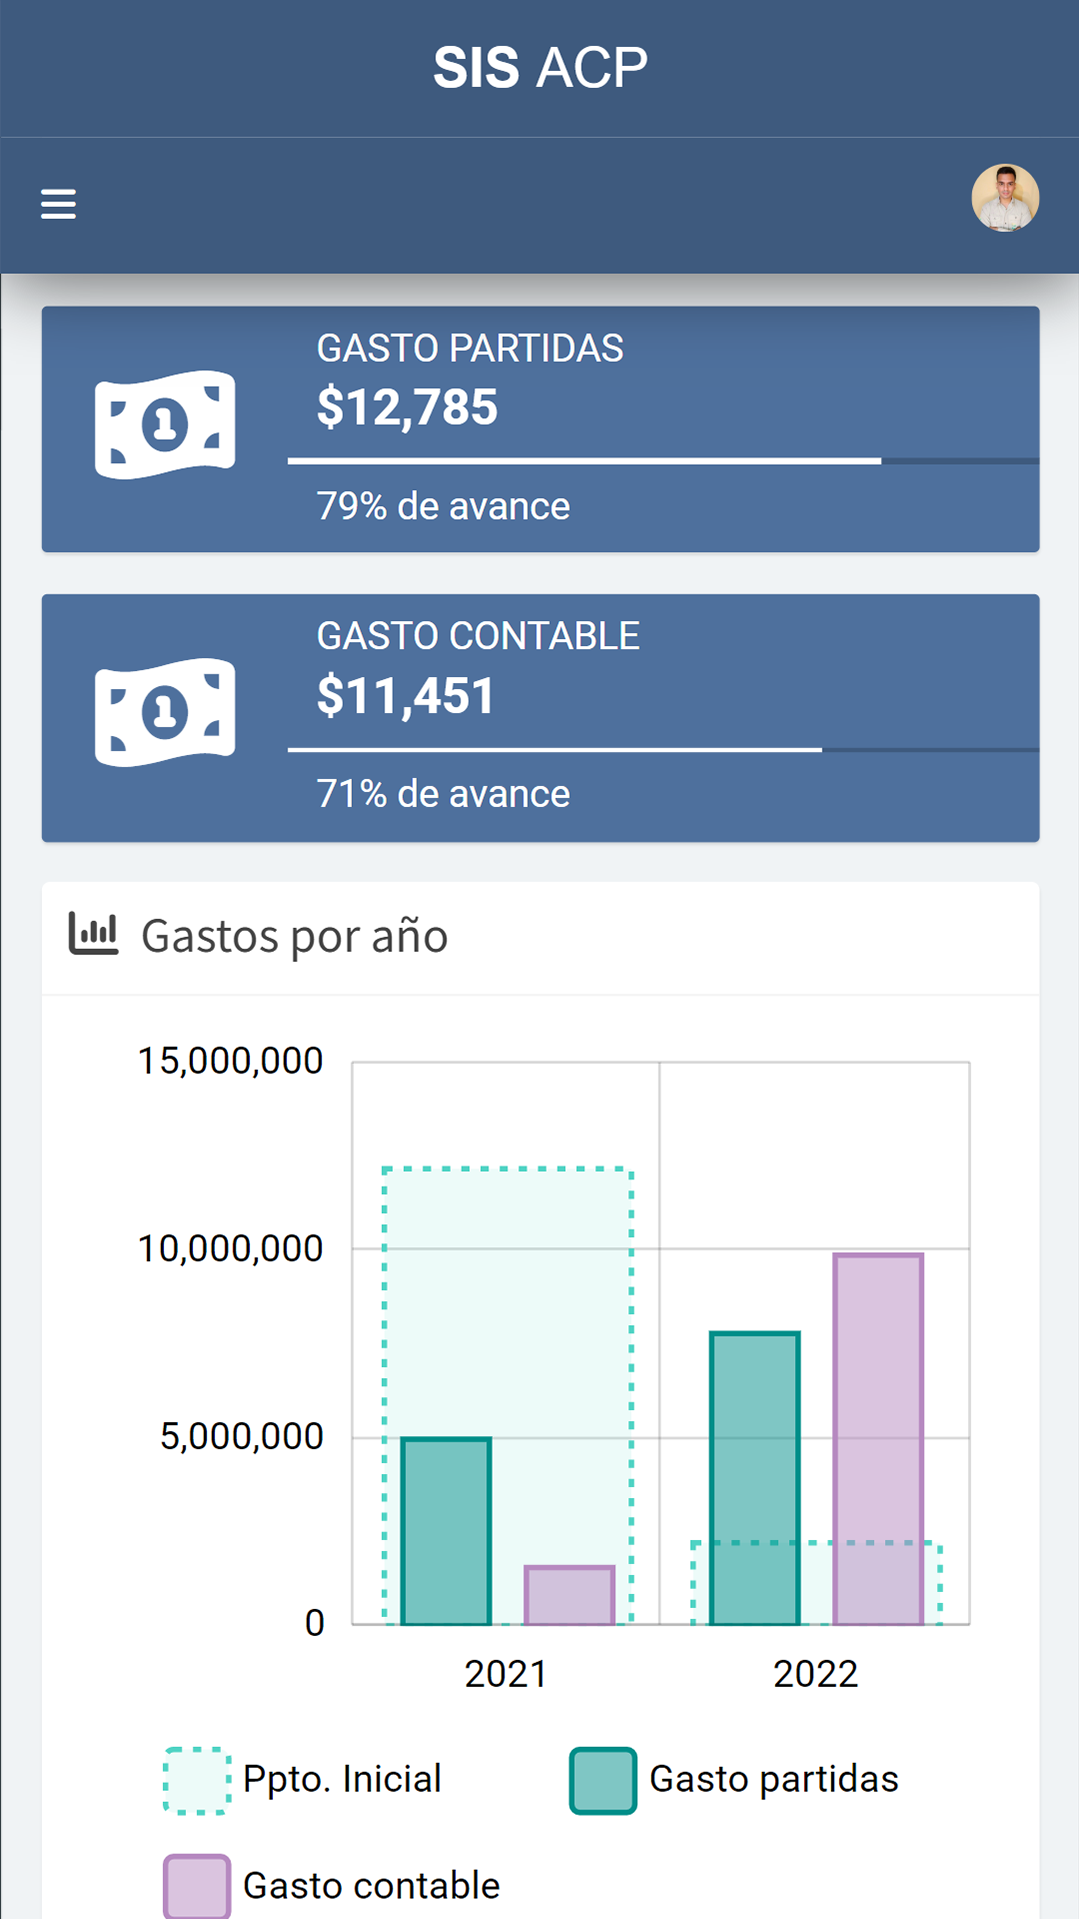 SIS ACP
GASTO PARTIDAS
$12,785
79% de avance
GASTO CONTABLE
$11,451
71% de avance
Gastos por año
15,000,000
10,000,000
5,000,000
0
2021 2022
Ppto. Inicial Gasto partidas
Gasto contable